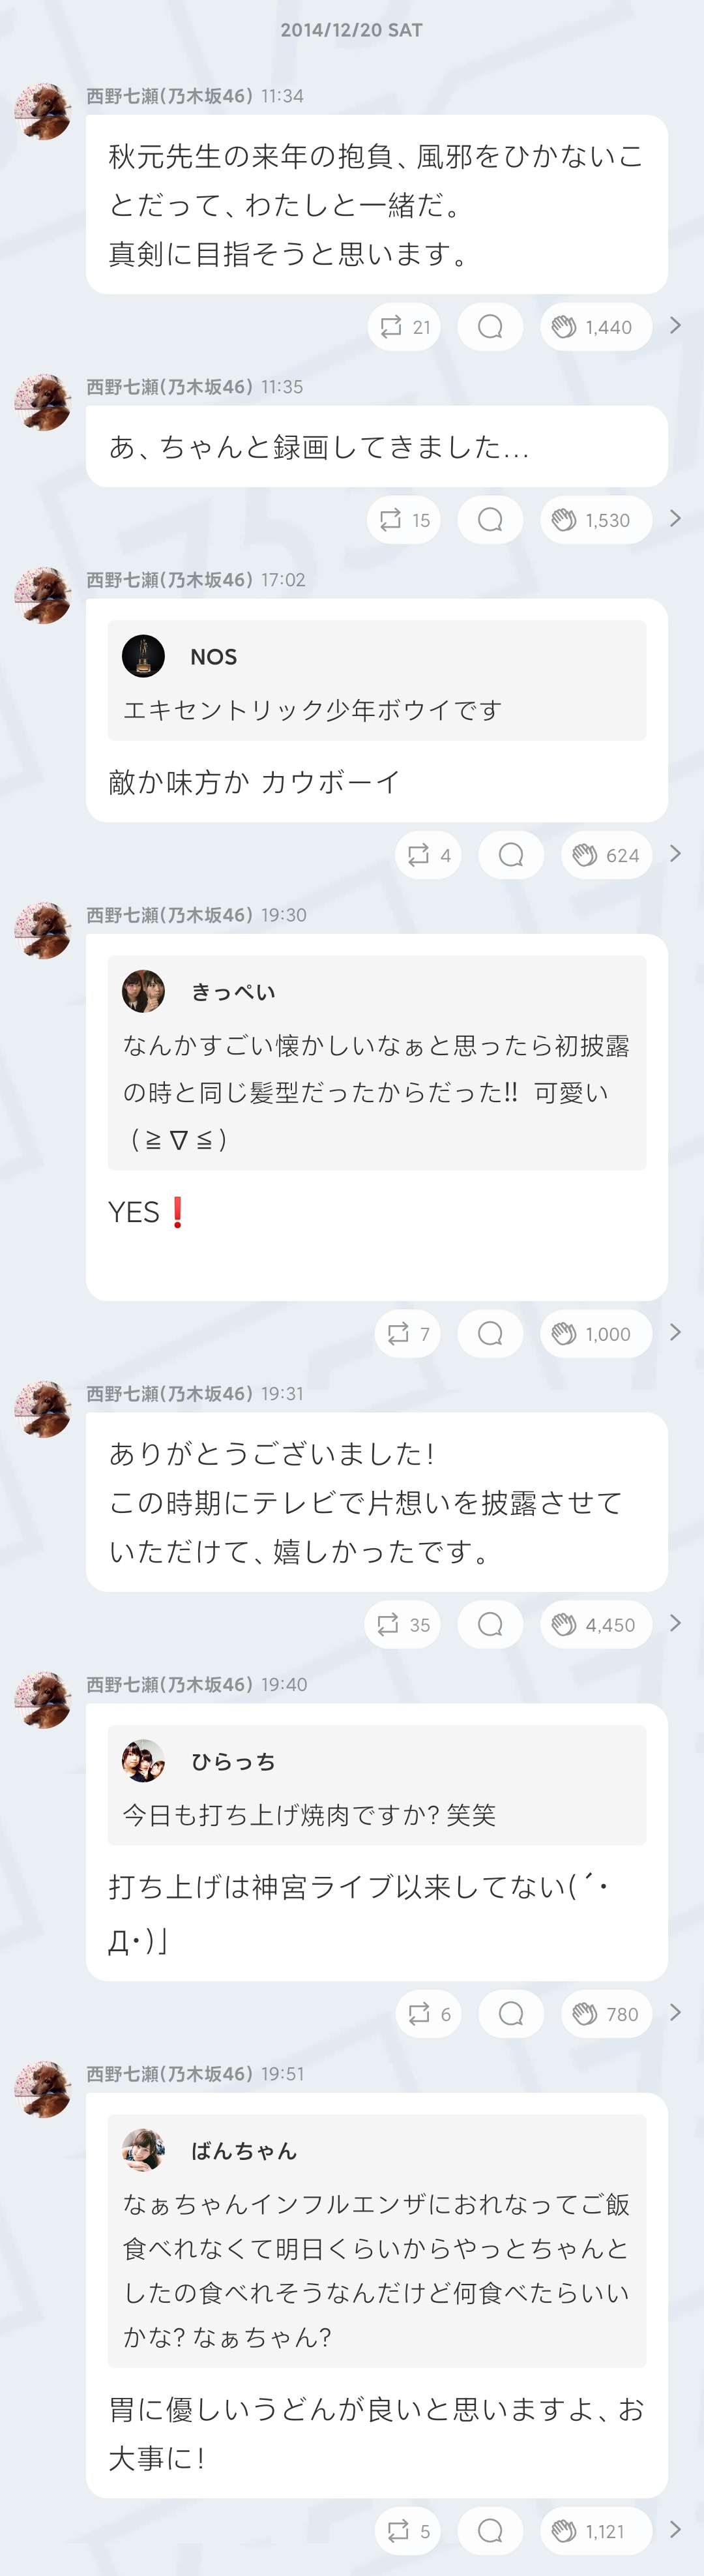 2014/12/20 SAT
西野七瀬(乃木坂46) 11:34
秋元先生の来年の抱負、風邪をひかないこ
とだって、わたしと一緒だ。
真剣に目指そうと思います。
21 1,440
西野七瀬(乃木坂46) 11:35
あ、ちゃんと録画してきました…
15 1,530
西野七瀬(乃木坂46) 17:02
NOS
エキセントリック少年ボウイです
敵か味方か カウボーイ
4 624
西野七瀬(乃木坂46) 19:30
きっぺい
なんかすごい懐かしいなぁと思ったら初披露
の時と同じ髪型だったからだった‼ 可愛い
(≧∇≦)
YES❗
7 1,000
西野七瀬(乃木坂46) 19:31
ありがとうございました!
この時期にテレビで片想いを披露させて
いただけて、嬉しかったです。
35 4,450
西野七瀬(乃木坂46) 19:40
ひらっち
今日も打ち上げ焼肉ですか?笑笑
打ち上げは神宮ライブ以来してない(´・
Д・)」
6 780
西野七瀬(乃木坂46) 19:51
ばんちゃん
なぁちゃんインフルエンザにおれなってご飯
食べれなくて明日くらいからやっとちゃんと
したの食べれそうなんだけど何食べたらいい
かな?なぁちゃん?
胃に優しいうどんが良いと思いますよ、お
大事に!
5 1,121